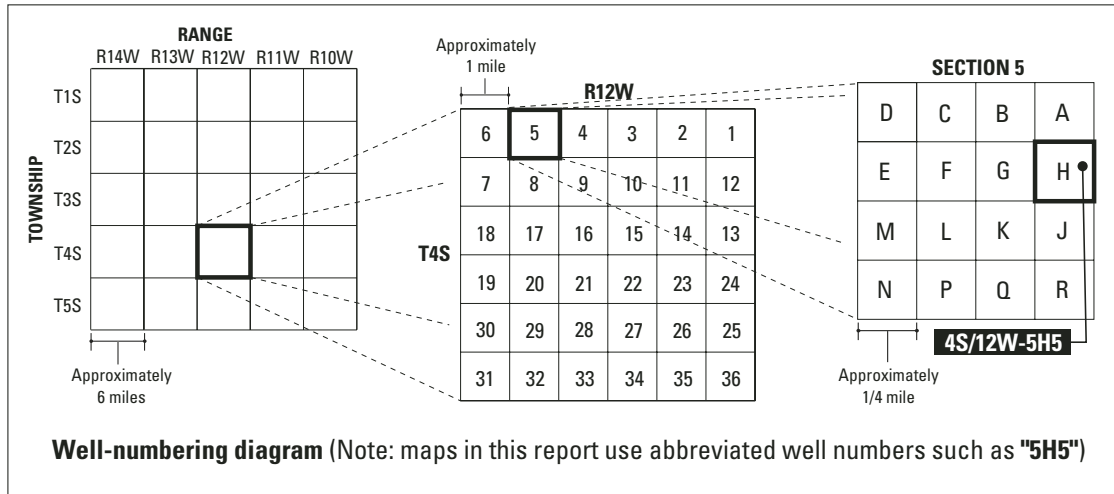 RANGE
R14W R13W R12W R11W R10W
TOWNSHIP
T1S
T2S
T3S
T4S
T5S
Approximately
6 miles
Approximately
1 mile
R12W
T4S
6 5 4 3 2 1
7 8 9 10 11 12
18 17 16 15 14 13
19 20 21 22 23 24
30 29 28 27 26 25
31 32 33 34 35 36
SECTION 5
D C B A
E F G H
M L K J
N P Q R
4S/12W-5H5
Approximately
1/4 mile
Well-numbering diagram (Note: maps in this report use abbreviated well numbers such as "5H5")